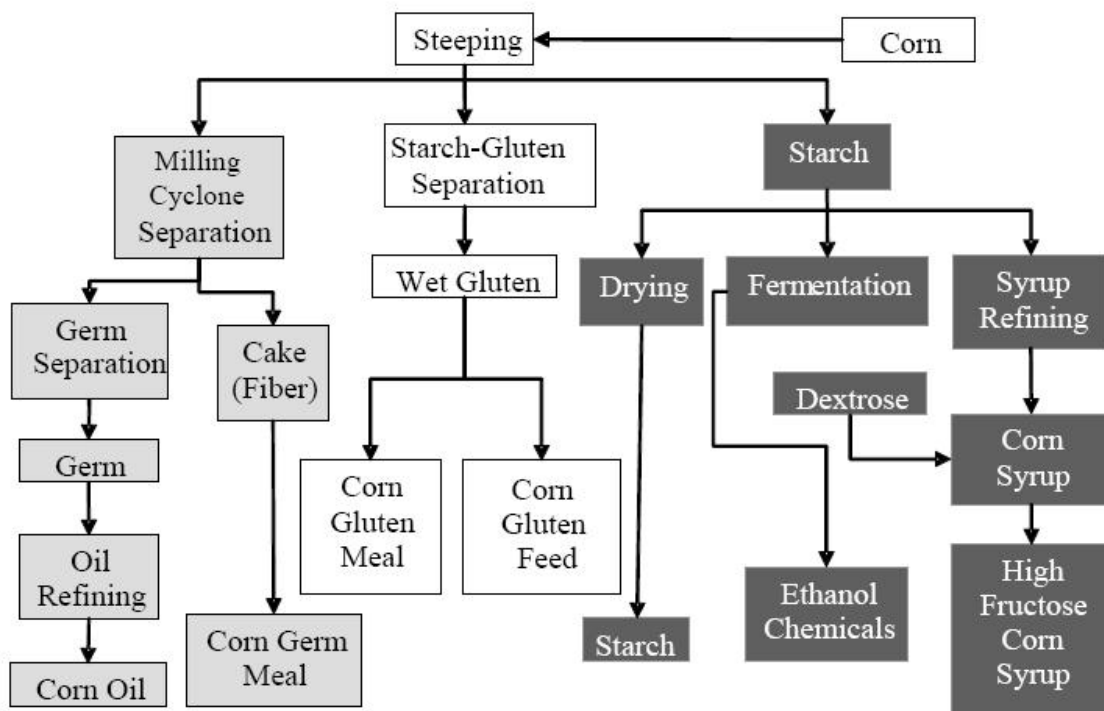 Steeping
Corn
Milling
Cyclone
Separation
Starch-Gluten
Separation
Starch
Wet Gluten
Drying
Fermentation
Syrup
Refining
Germ
Separation
Cake
(Fiber)
Dextrose
Germ
Corn
Gluten
Meal
Corn
Gluten
Feed
Corn
Syrup
Oil
Refining
Ethanol
Chemicals
High
Fructose
Corn
Syrup
Corn Germ
Meal
Starch
Corn Oil